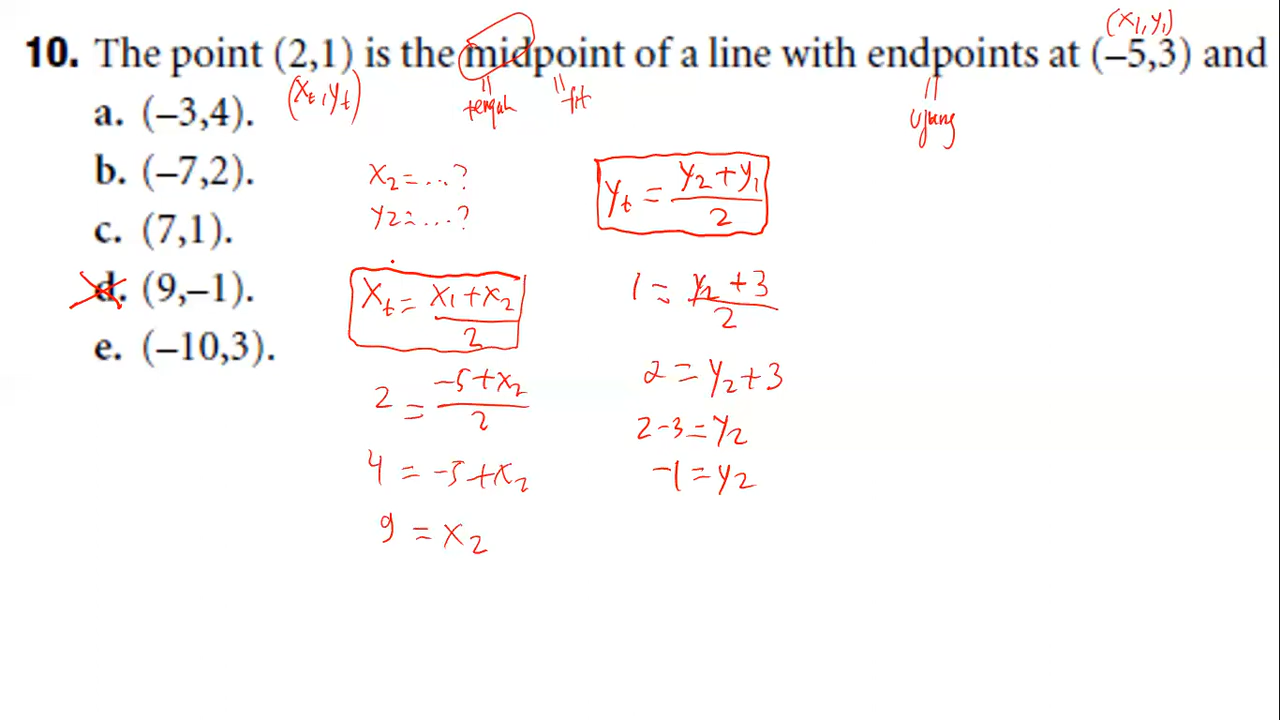 (x₁, y₁)
10. The point (2,1) is the midpoint of a line with endpoints at (–5,3) and
(xₜ, yₜ)
tengah
ujung
a. (–3,4).
b. (–7,2).
c. (7,1).
d. (9,–1).
e. (–10,3).
x₂ = ...?
y₂ = ...?
xₜ = (x₁ + x₂)/2
2 = (-5 + x₂)/2
4 = -5 + x₂
9 = x₂
yₜ = (y₂ + y₁)/2
1 = (y₂ + 3)/2
2 = y₂ + 3
2 - 3 = y₂
-1 = y₂